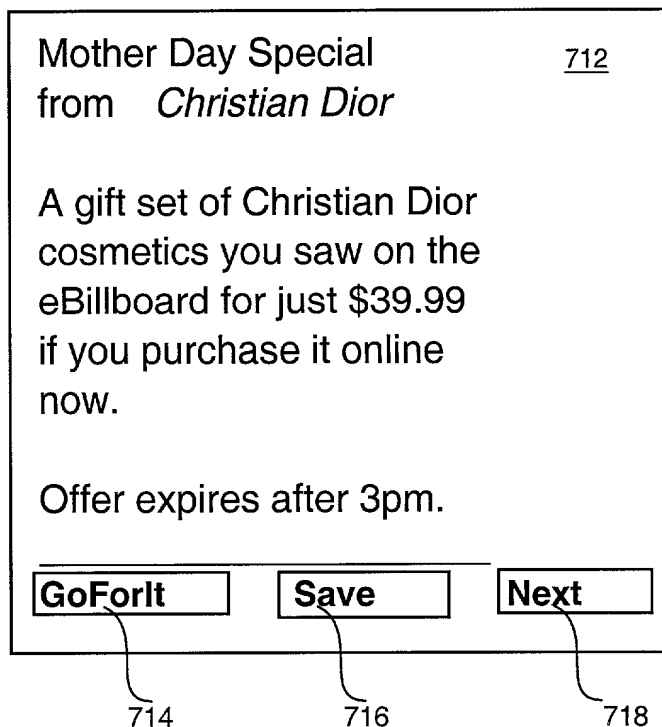 Mother Day Special 712
from Christian Dior
A gift set of Christian Dior
cosmetics you saw on the
eBillboard for just $39.99
if you purchase it online
now.
Offer expires after 3pm.
GoForIt Save Next
714 716 718